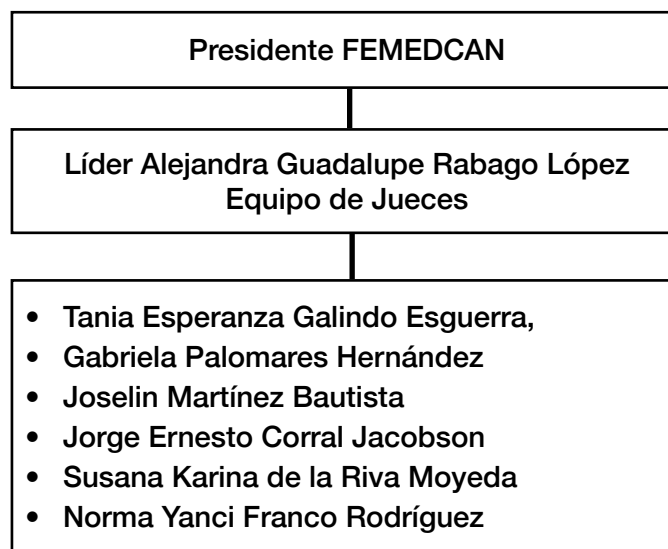 Presidente FEMEDCAN
Líder Alejandra Guadalupe Rabago López
Equipo de Jueces
• Tania Esperanza Galindo Esguerra,
• Gabriela Palomares Hernández
• Joselin Martínez Bautista
• Jorge Ernesto Corral Jacobson
• Susana Karina de la Riva Moyeda
• Norma Yanci Franco Rodríguez